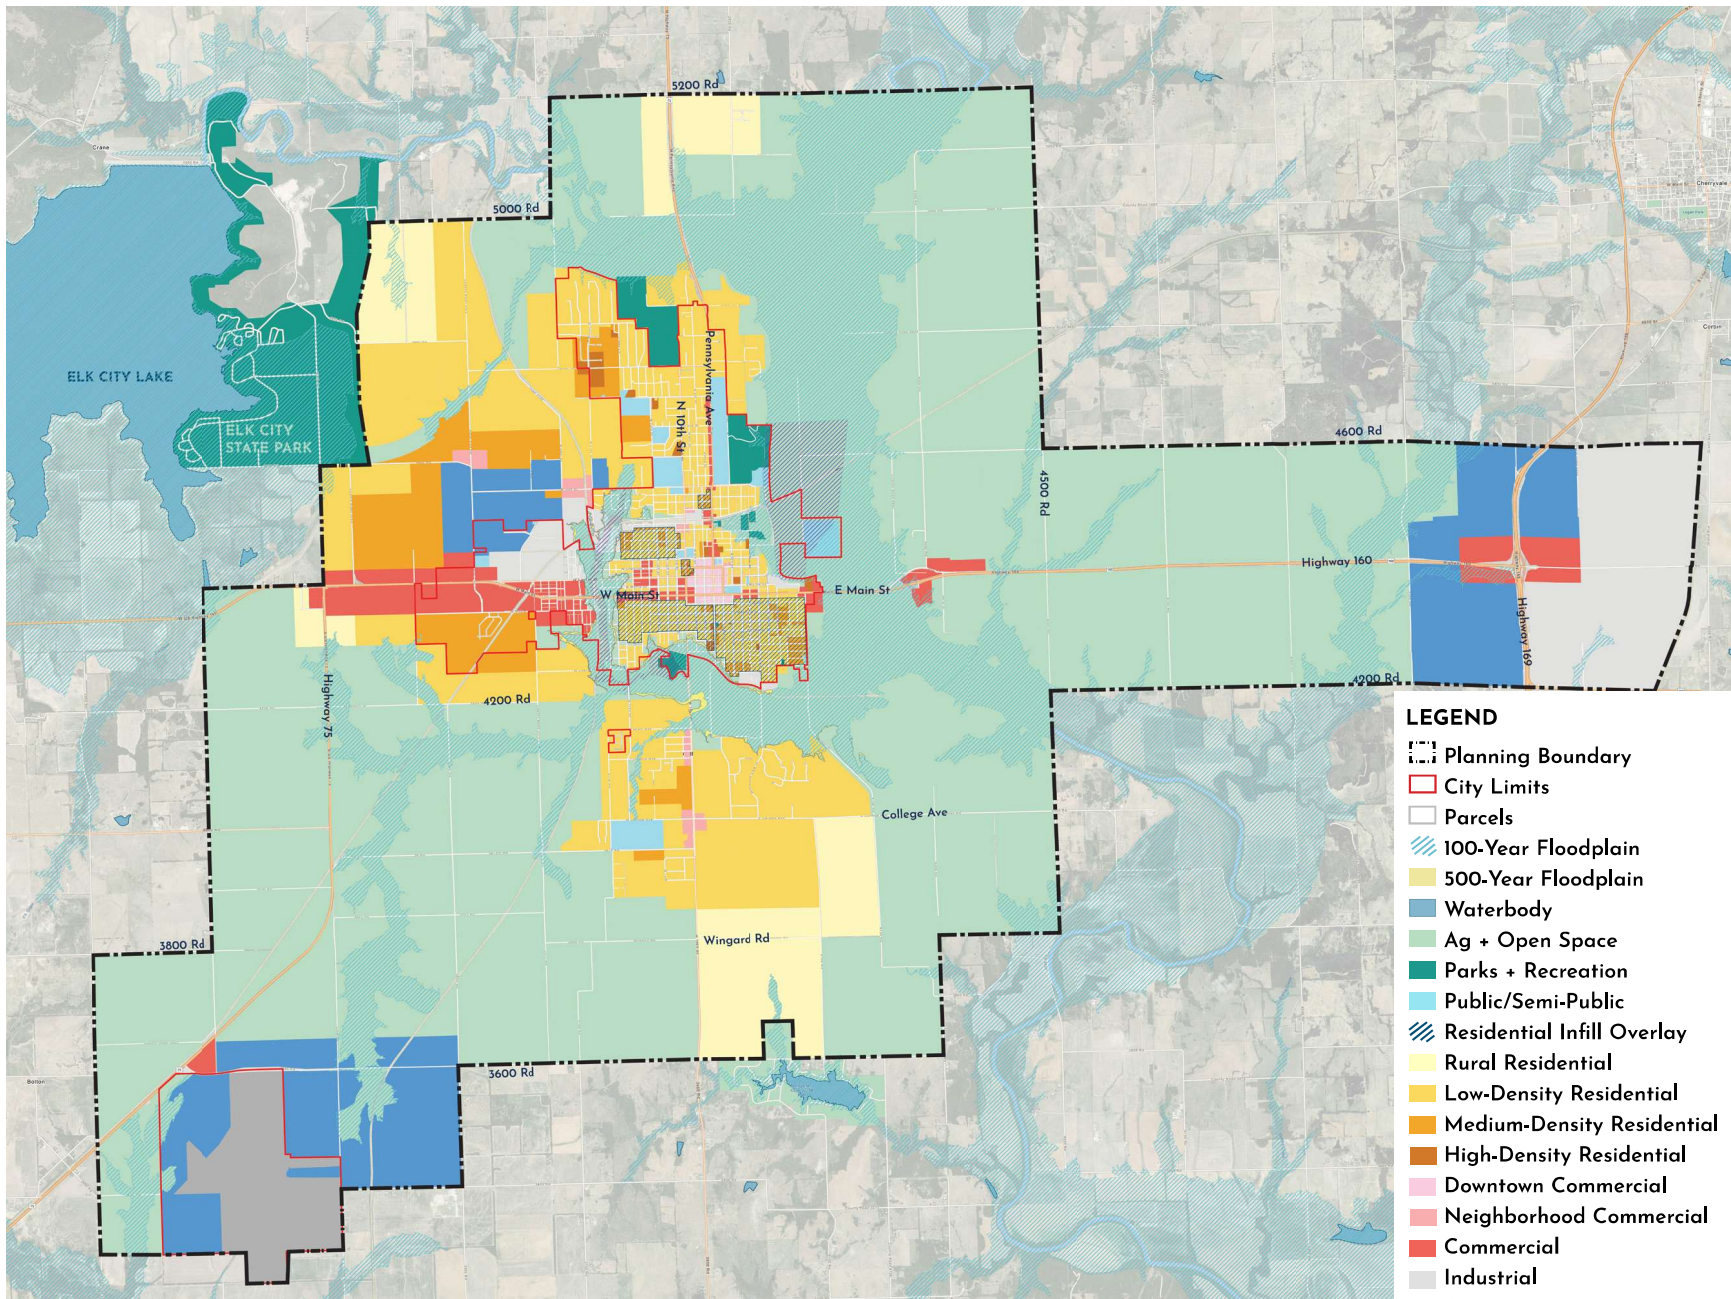 5200 Rd
Crane
5000 Rd
Cherryvale
Corbin
ELK CITY LAKE
Pennsylvania Ave
N 10th St
ELK CITY
STATE PARK
4600 Rd
4500 Rd
Highway 160
W Main St
E Main St
Highway 169
4200 Rd
4200 Rd
Highway 75
College Ave
Wingard Rd
3800 Rd
3600 Rd
Bolton
LEGEND
Planning Boundary
City Limits
Parcels
100-Year Floodplain
500-Year Floodplain
Waterbody
Ag + Open Space
Parks + Recreation
Public/Semi-Public
Residential Infill Overlay
Rural Residential
Low-Density Residential
Medium-Density Residential
High-Density Residential
Downtown Commercial
Neighborhood Commercial
Commercial
Industrial